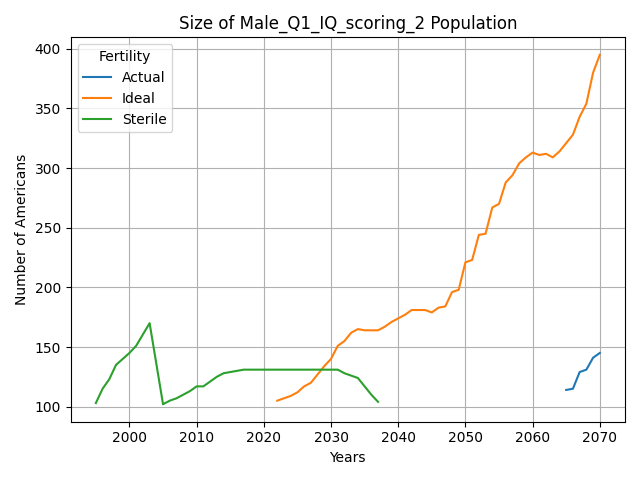 Size of Male_Q1_IQ_scoring_2 Population
Fertility
Actual
Ideal
Sterile
Number of Americans
400
350
300
250
200
150
100
2000 2010 2020 2030 2040 2050 2060 2070
Years